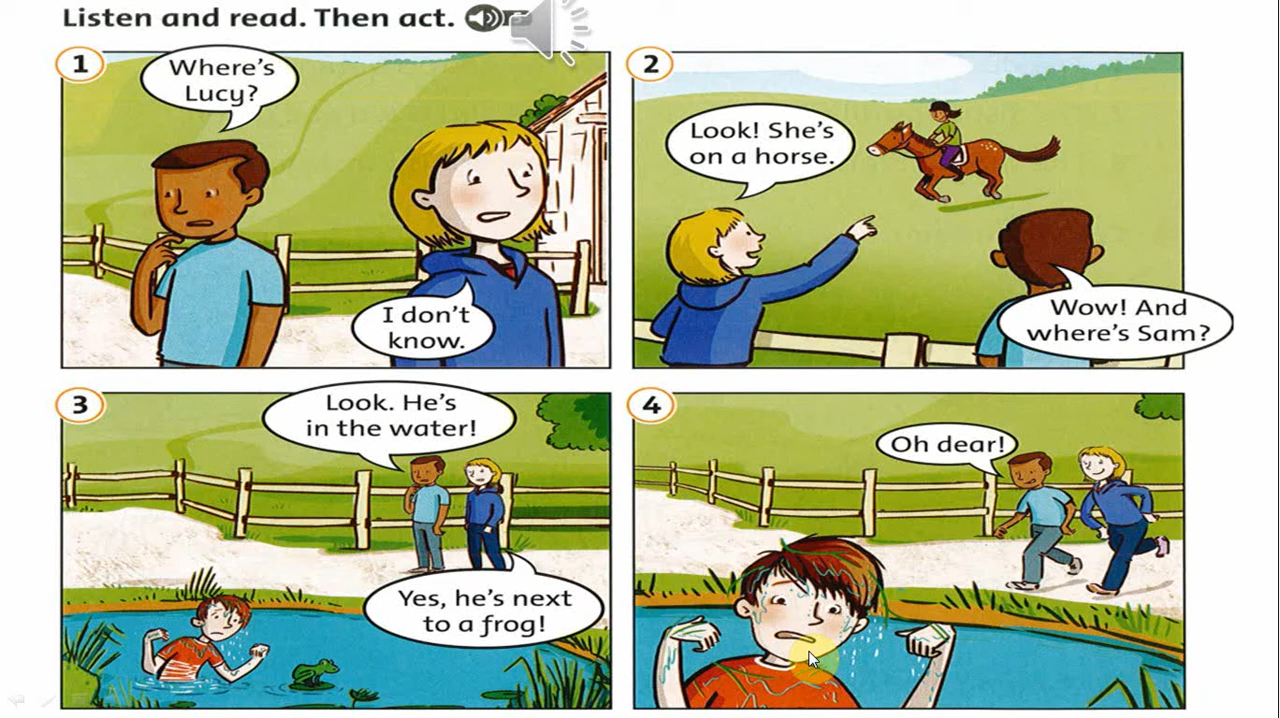 Listen and read. Then act.
1
Where's
Lucy?
I don't
know.
2
Look! She's
on a horse.
Wow! And
where's Sam?
3
Look. He's
in the water!
Yes, he's next
to a frog!
4
Oh dear!